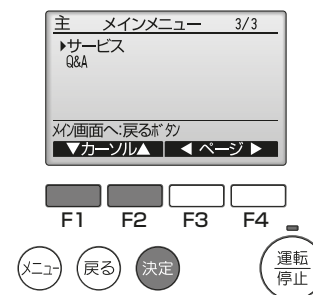 主 メインメニュー 3/3
▶サービス
Q&A
メイン画面へ:戻るボタン
▼カーソル▲ ◀ ページ ▶
F1 F2 F3 F4
メニュー 戻る 決定 運転
停止